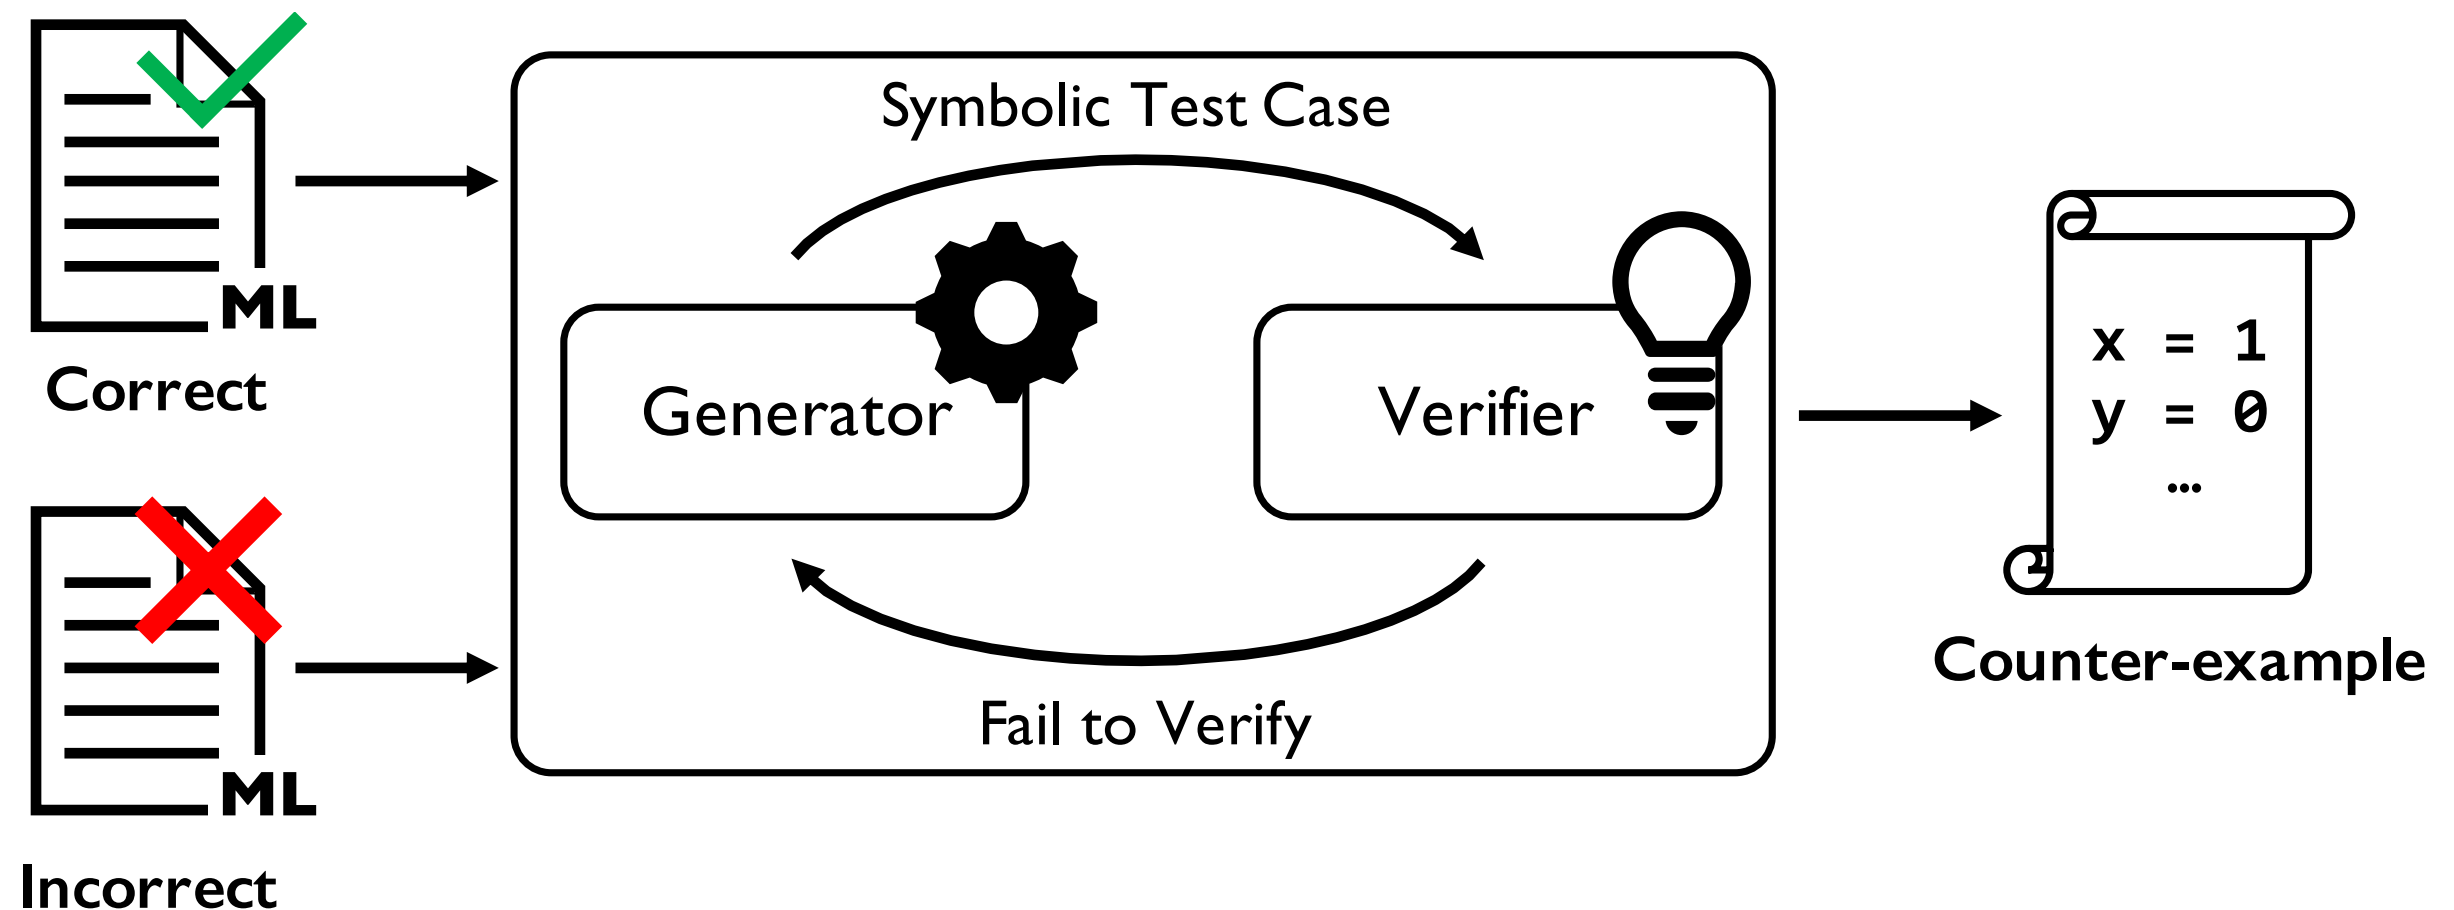 ML
Correct
ML
Incorrect
Symbolic Test Case
Generator
Verifier
Fail to Verify
x = 1
y = 0
…
Counter-example